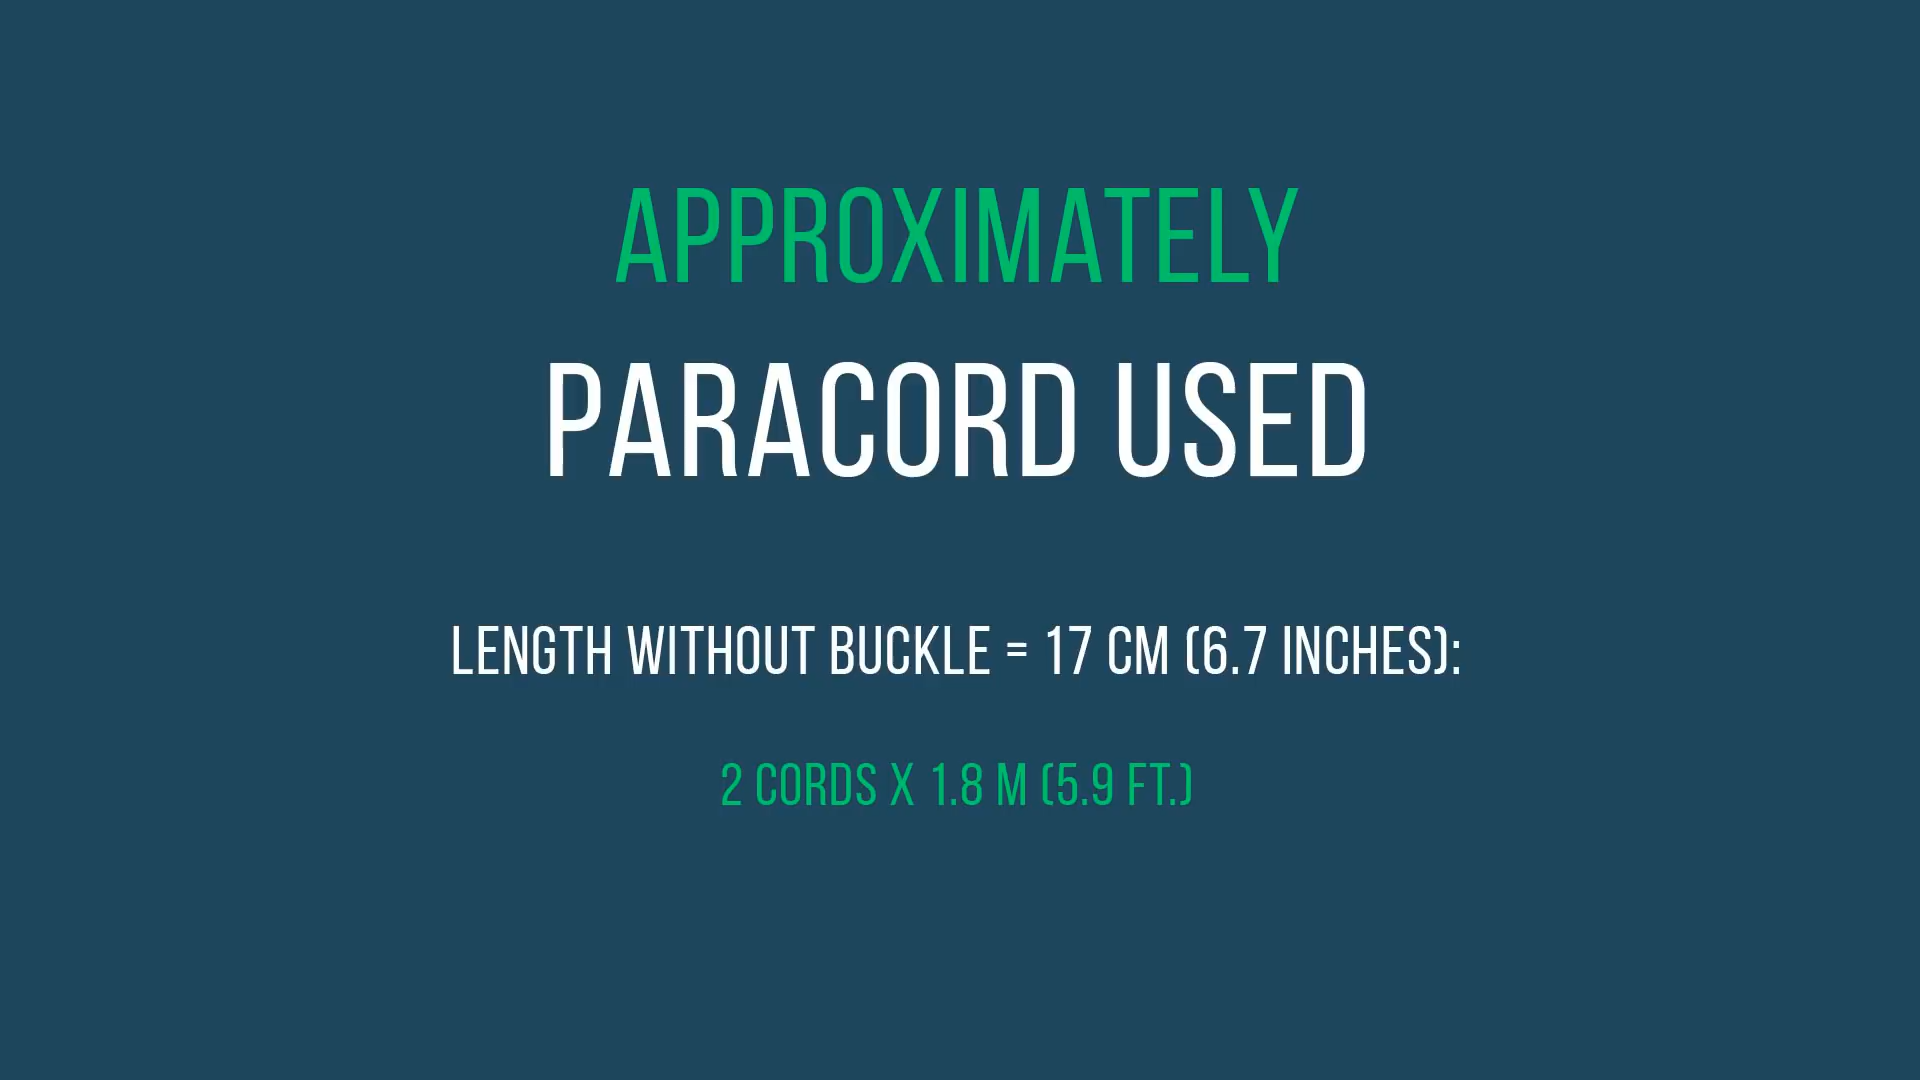 APPROXIMATELY
PARACORD USED
LENGTH WITHOUT BUCKLE = 17 CM (6.7 INCHES):
2 CORDS X 1.8 M (5.9 FT.)